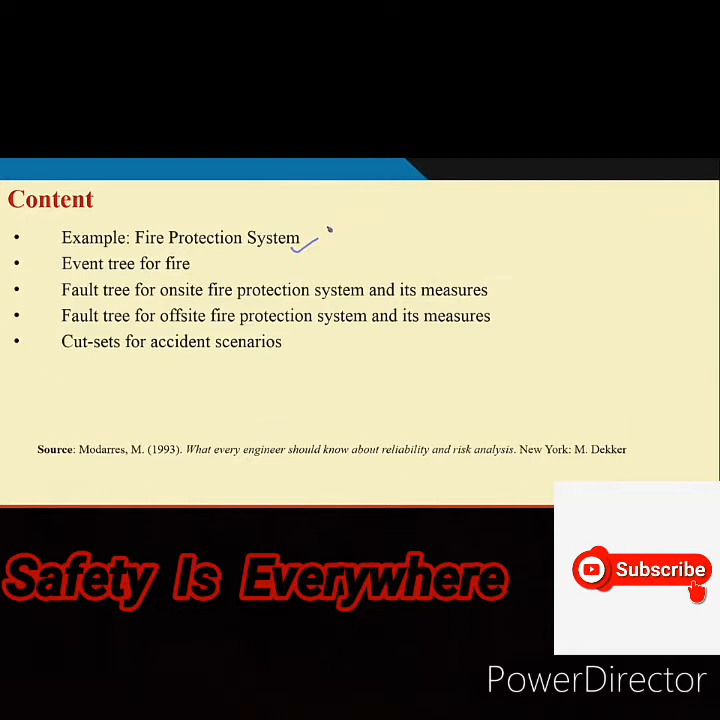 Content
• Example: Fire Protection System
• Event tree for fire
• Fault tree for onsite fire protection system and its measures
• Fault tree for offsite fire protection system and its measures
• Cut-sets for accident scenarios
Source: Modarres, M. (1993). What every engineer should know about reliability and risk analysis. New York: M. Dekker
Safety Is Everywhere
Subscribe
PowerDirector